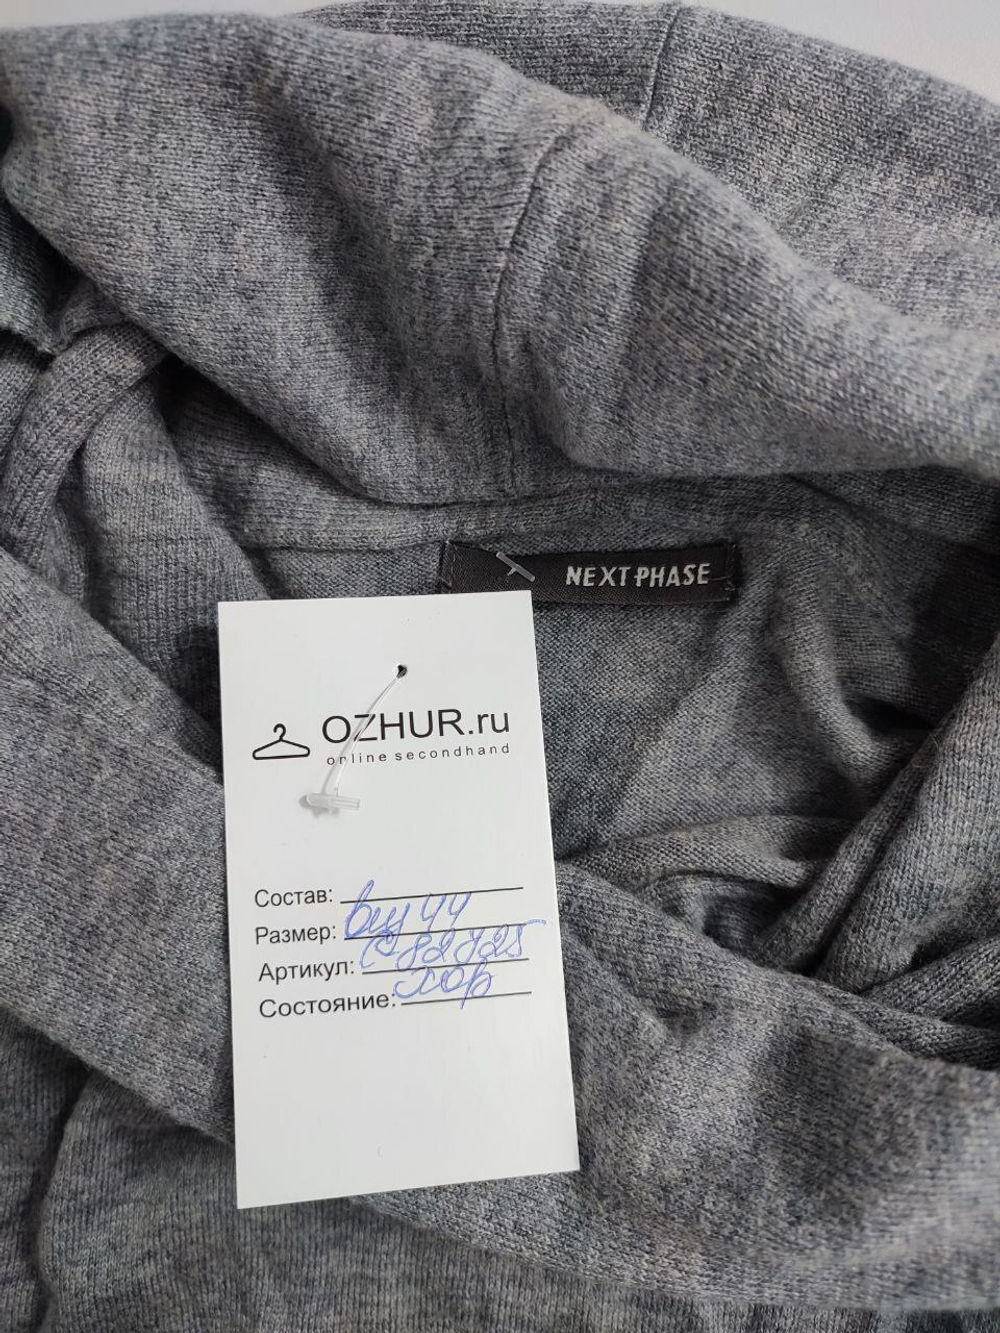 NEXT PHASE
OZHUR.ru
online secondhand
Состав:
Размер: 44
Артикул:
Состояние: хор